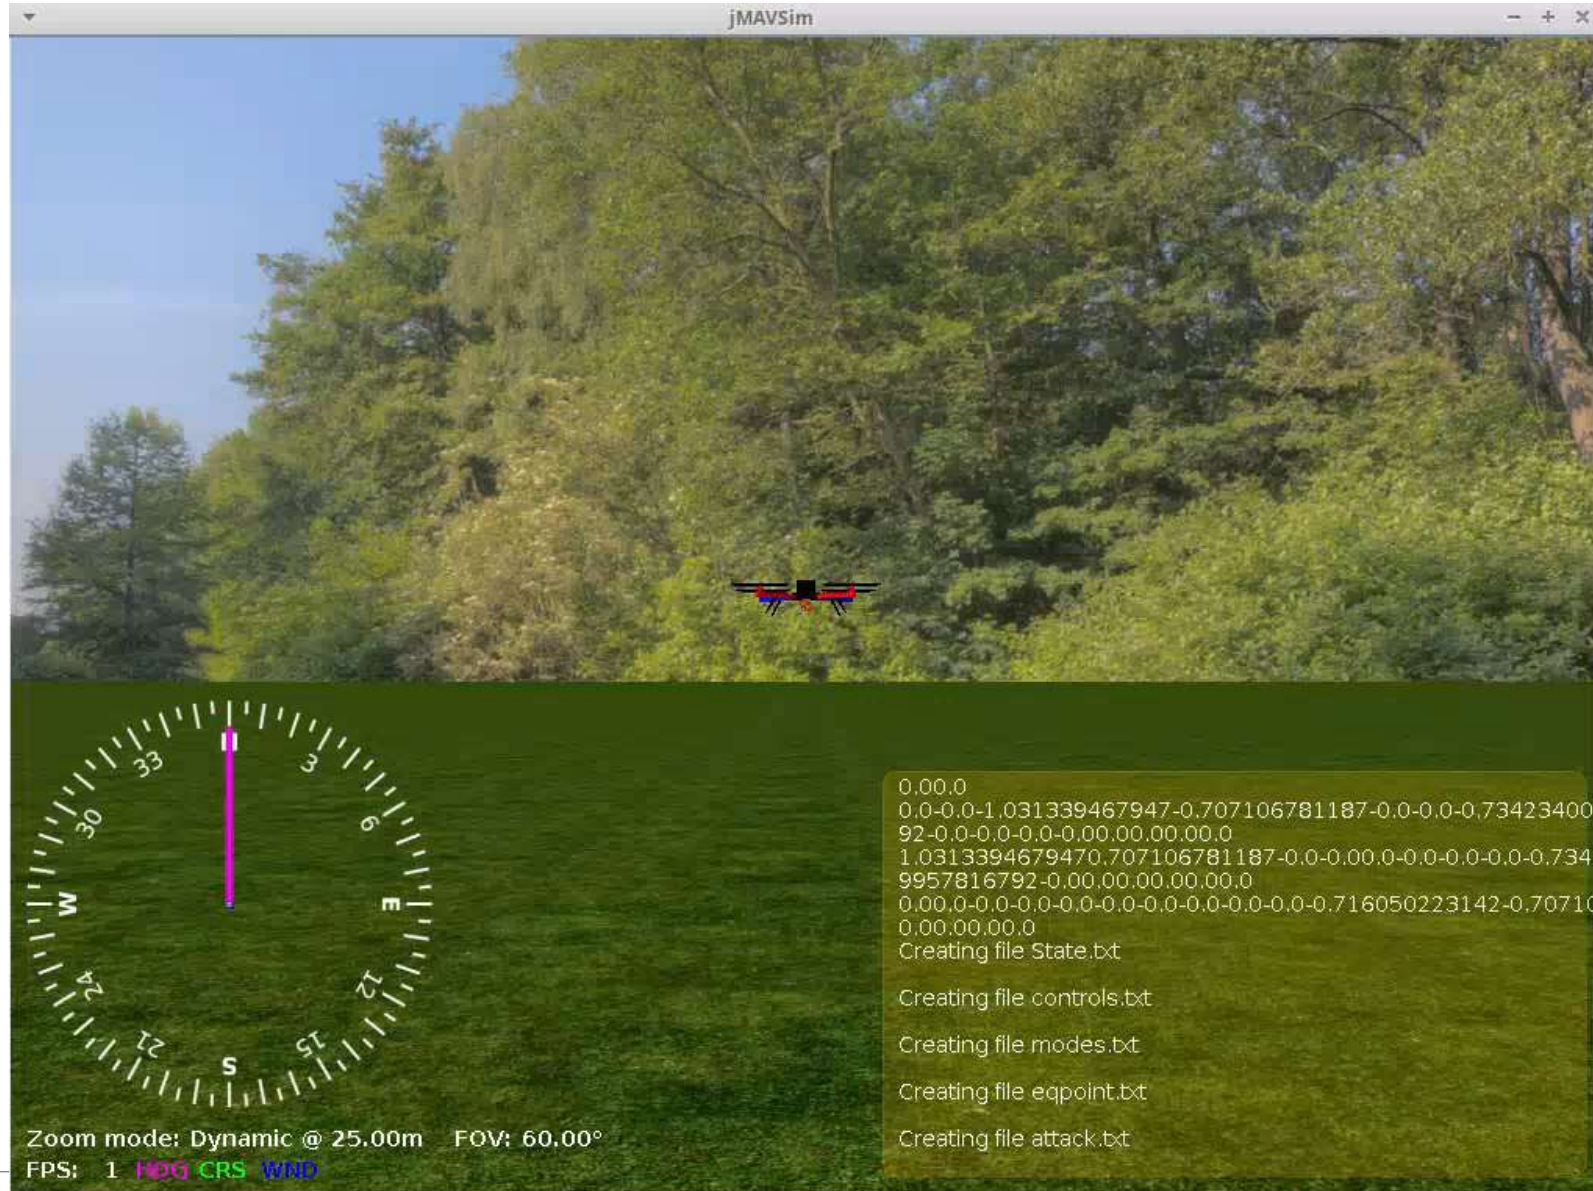 jMAVSim
33
3
30
6
W
E
24
12
21
15
S
0.00.0
0.0-0.0-1.031339467947-0.707106781187-0.0-0.0-0.73423400
92-0.0-0.0-0.0-0.00.00.00.00.0
1.0313394679470.707106781187-0.0-0.00.0-0.0-0.0-0.0-0.0-0.734
9957816792-0.00.00.00.00.00.0
0.00.0-0.0-0.0-0.0-0.0-0.0-0.0-0.0-0.0-0.0-0.716050223142-0.70710
0.00.00.00.0
Creating file State.txt
Creating file controls.txt
Creating file modes.txt
Creating file eqpoint.txt
Creating file attack.txt
Zoom mode: Dynamic @ 25.00m FOV: 60.00°
FPS: 1 HDG CRS WND